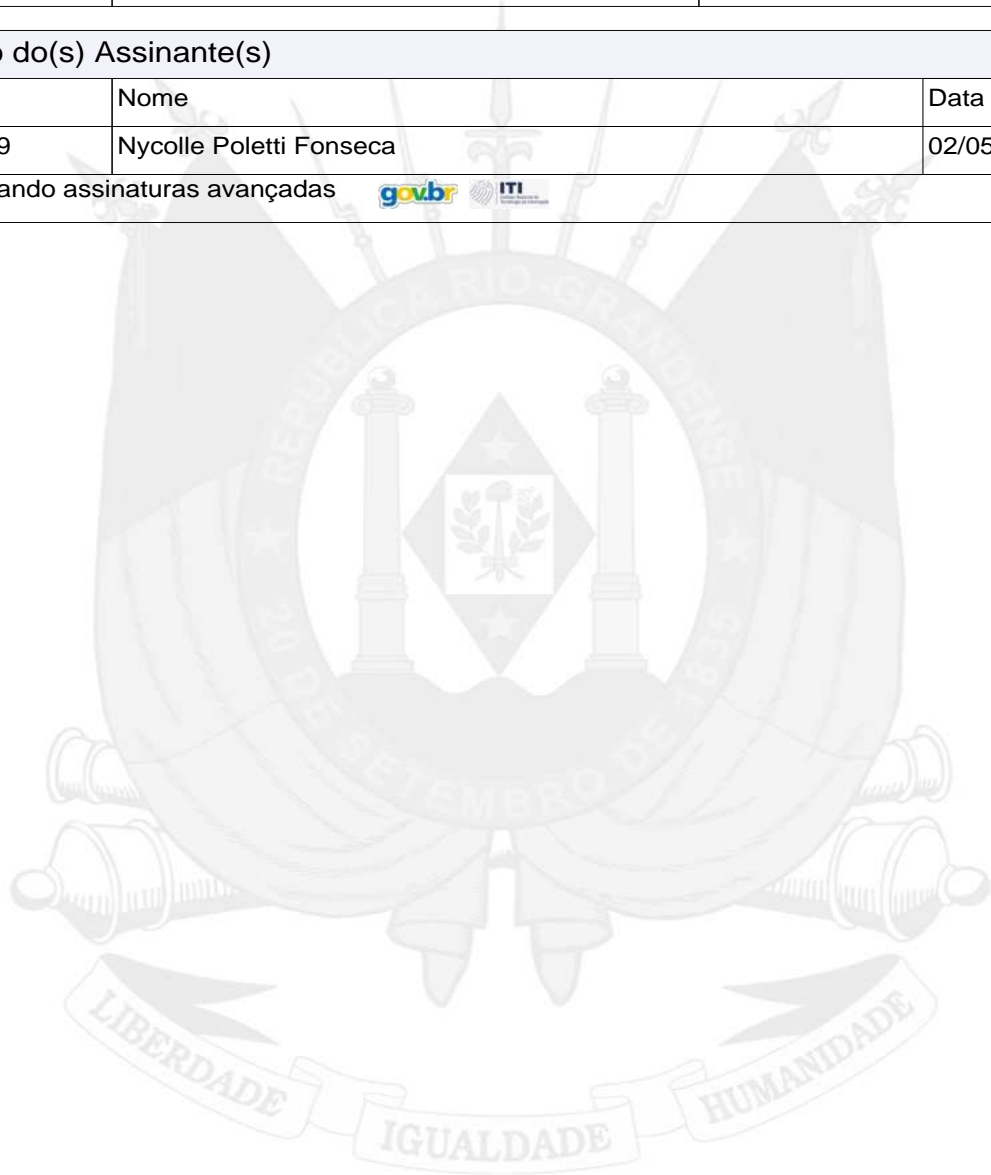 o do(s) Assinante(s)
Nome Data
9 Nycolle Poletti Fonseca 02/05
ando assinaturas avançadas gov.br ITI
REPUBLICA RIO-GRANDENSE
20 DE SETEMBRO DE 1835
LIBERDADE IGUALDADE HUMANIDADE